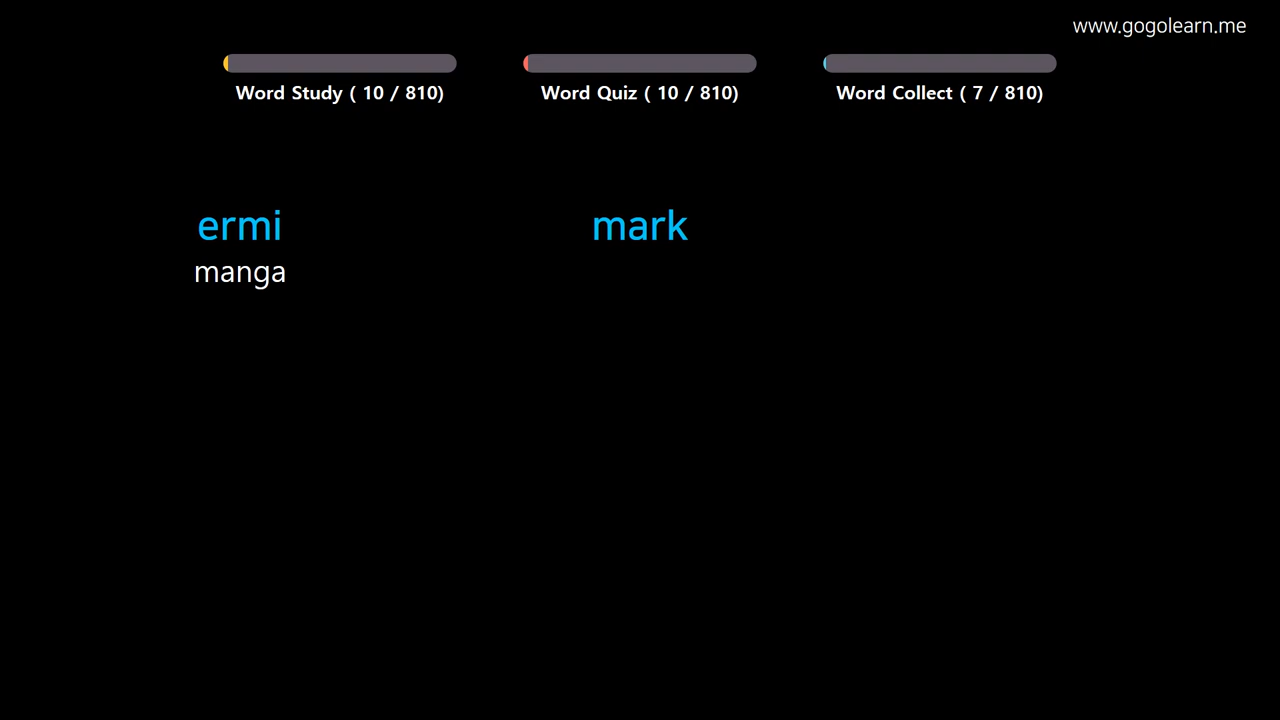 www.gogolearn.me
Word Study ( 10 / 810)
Word Quiz ( 10 / 810)
Word Collect ( 7 / 810)
ermi
mark
manga